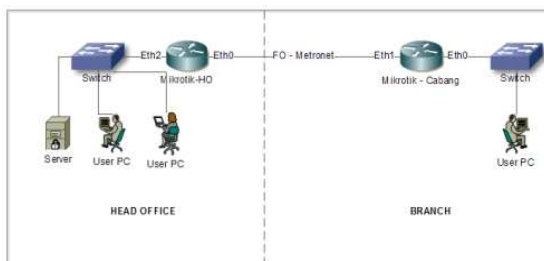 Eth2
Eth0
FO - Metronet
Eth1
Eth0
Switch
Mikrotik-HO
Mikrotik - Cabang
Switch
Server
User PC
User PC
User PC
HEAD OFFICE
BRANCH